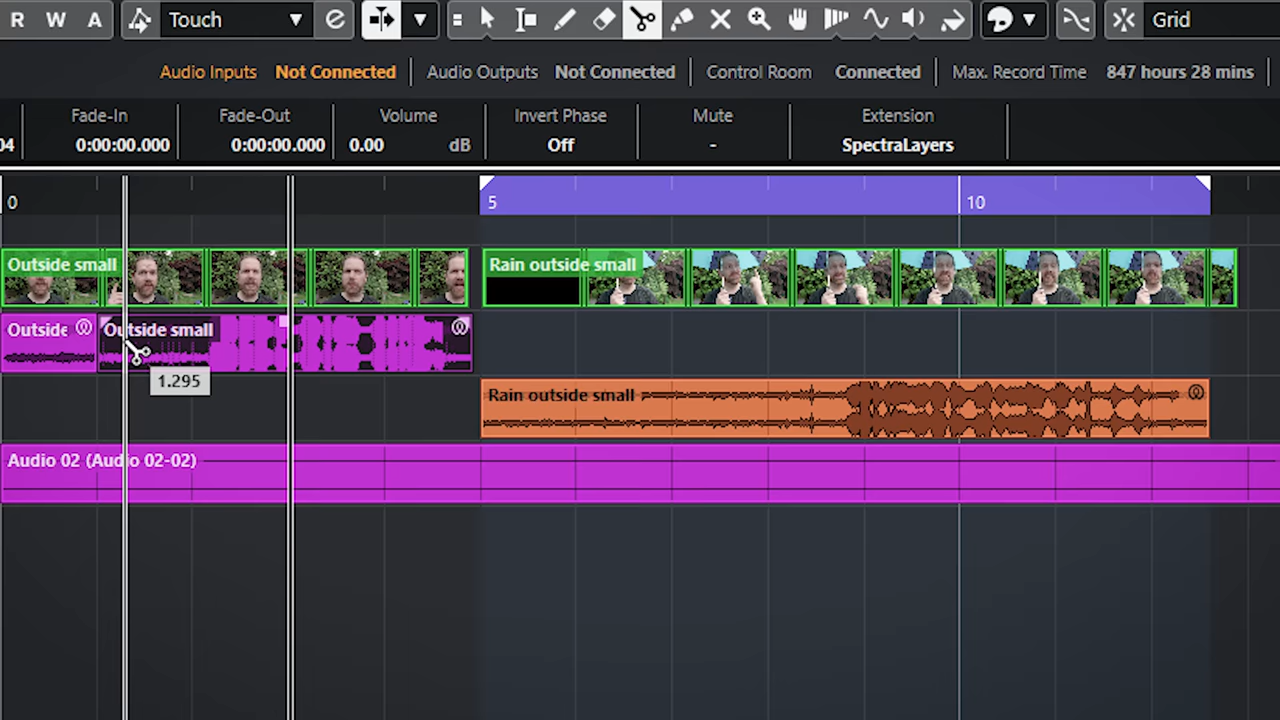 R W A Touch Grid
Audio Inputs Not Connected Audio Outputs Not Connected Control Room Connected Max. Record Time 847 hours 28 mins
Fade-In Fade-Out Volume Invert Phase Mute Extension
04 0:00:00.000 0:00:00.000 0.00 dB Off - SpectraLayers
0 5 10
Outside small Rain outside small
Outside Outside small
1.295
Rain outside small
Audio 02 (Audio 02-02)